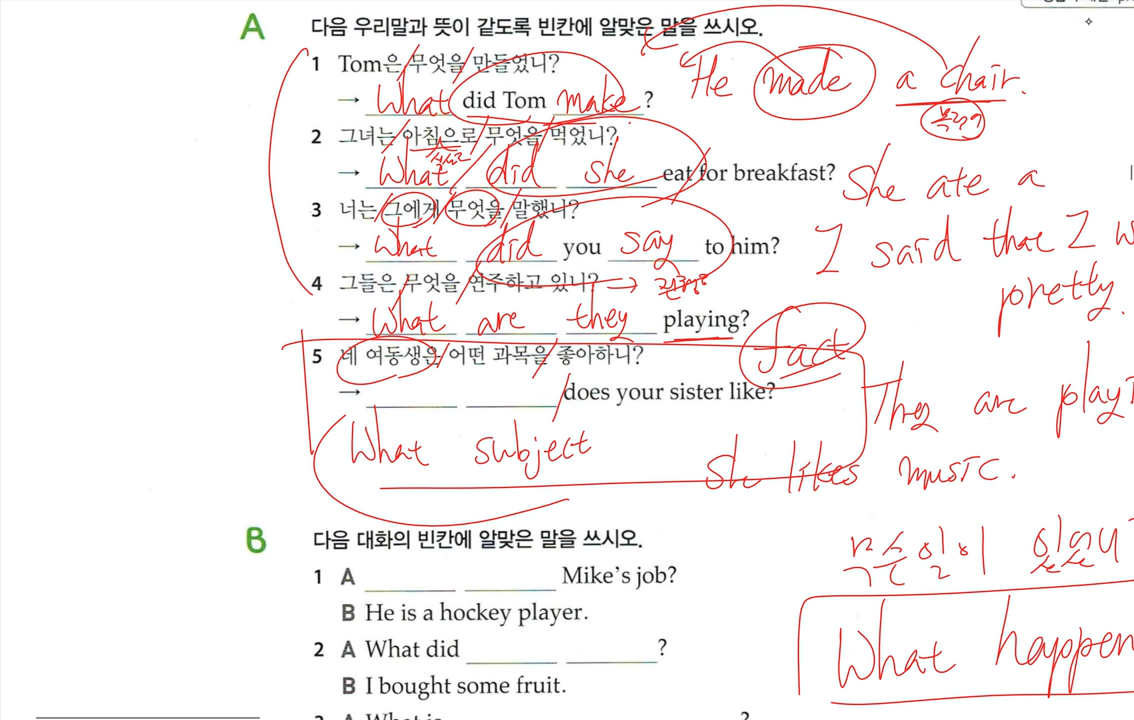 A 다음 우리말과 뜻이 같도록 빈칸에 알맞은 말을 쓰시오.
1 Tom은 무엇을 만들었니?
→ What did Tom make ?
He made a chair.
2 그녀는 아침으로 무엇을 먹었니?
→ What did she eat for breakfast?
She ate a
3 너는 그에게 무엇을 말했니?
→ What did you say to him?
I said that I
pretty.
4 그들은 무엇을 연주하고 있니? →
→ What are they playing?
fact
5 네 여동생은 어떤 과목을 좋아하니?
→ does your sister like?
They are
What subject
She likes music.
B 다음 대화의 빈칸에 알맞은 말을 쓰시오.
무슨일이
1 A Mike's job?
B He is a hockey player.
2 A What did ?
What happen
B I bought some fruit.
3 A What is ?